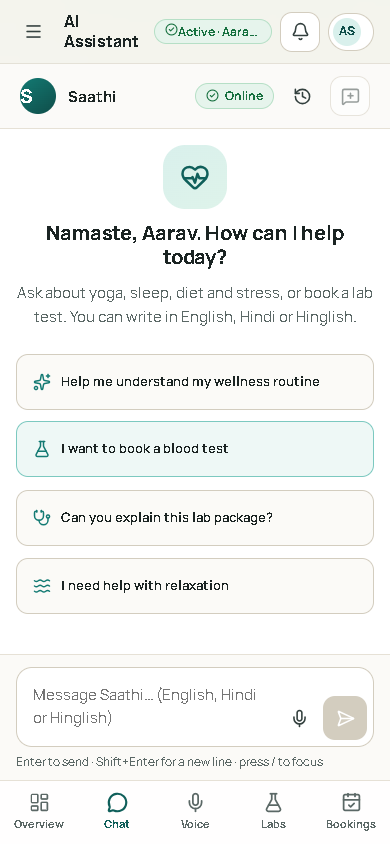 AI
Assistant
Active · Aara...
AS
S
Saathi
Online
Namaste, Aarav. How can I help
today?
Ask about yoga, sleep, diet and stress, or book a lab
test. You can write in English, Hindi or Hinglish.
Help me understand my wellness routine
I want to book a blood test
Can you explain this lab package?
I need help with relaxation
Message Saathi... (English, Hindi
or Hinglish)
Enter to send · Shift+Enter for a new line · press / to focus
Overview
Chat
Voice
Labs
Bookings